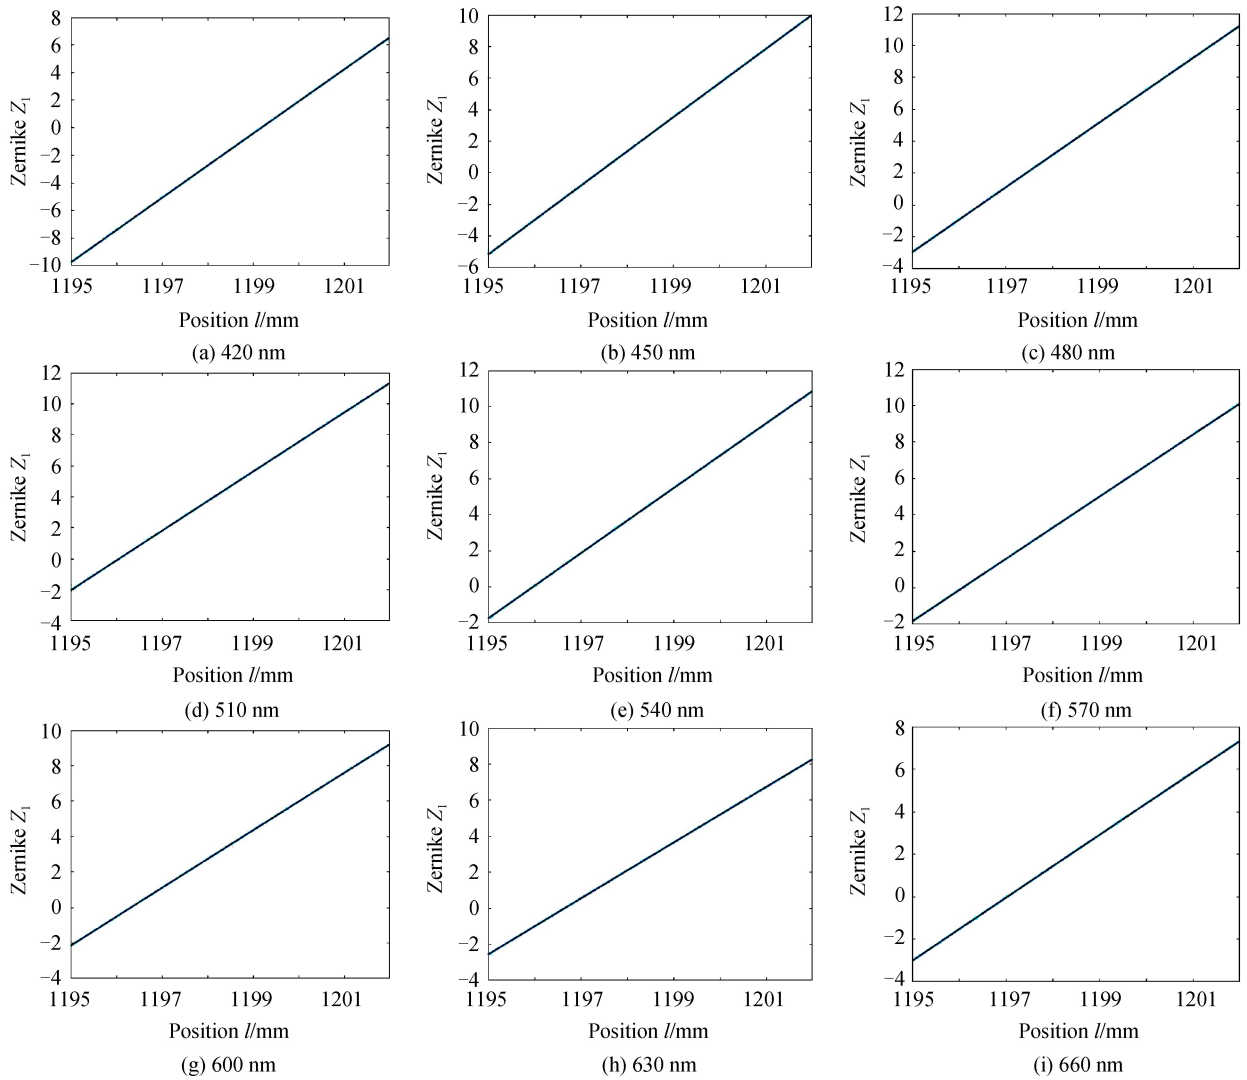 8
6
4
2
0
−2
−4
−6
−8
−10
Zernike Z1
1195 1197 1199 1201
Position l/mm
(a) 420 nm
10
8
6
4
2
0
−2
−4
−6
Zernike Z1
1195 1197 1199 1201
Position l/mm
(b) 450 nm
12
10
8
6
4
2
0
−2
−4
Zernike Z1
1195 1197 1199 1201
Position l/mm
(c) 480 nm
12
10
8
6
4
2
0
−2
−4
Zernike Z1
1195 1197 1199 1201
Position l/mm
(d) 510 nm
12
10
8
6
4
2
0
−2
Zernike Z1
1195 1197 1199 1201
Position l/mm
(e) 540 nm
12
10
8
6
4
2
0
−2
Zernike Z1
1195 1197 1199 1201
Position l/mm
(f) 570 nm
10
8
6
4
2
0
−2
−4
Zernike Z1
1195 1197 1199 1201
Position l/mm
(g) 600 nm
10
8
6
4
2
0
−2
−4
Zernike Z1
1195 1197 1199 1201
Position l/mm
(h) 630 nm
8
6
4
2
0
−2
−4
Zernike Z1
1195 1197 1199 1201
Position l/mm
(i) 660 nm